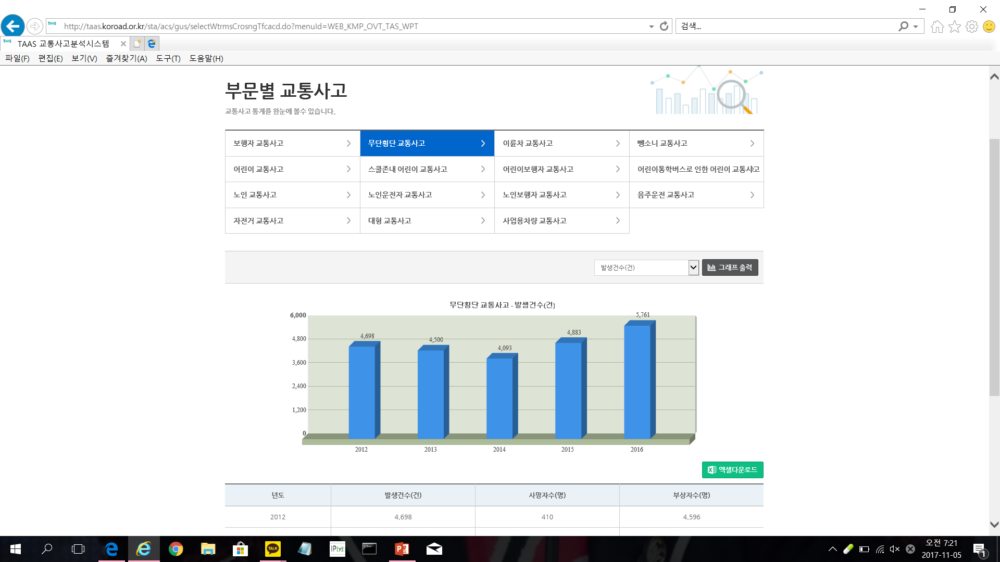 http://taas.koroad.or.kr/sta/acs/gus/selectWtrmsCrosngTfcacd.do?menuId=WEB_KMP_OVT_TAS_WPT
검색...
TAAS 교통사고분석시스템
파일(F) 편집(E) 보기(V) 즐겨찾기(A) 도구(T) 도움말(H)
부문별 교통사고
교통사고 통계를 한눈에 볼수 있습니다.
보행자 교통사고 무단횡단 교통사고 이륜차 교통사고 뺑소니 교통사고
어린이 교통사고 스쿨존내 어린이 교통사고 어린이보행자 교통사고 어린이통학버스로 인한 어린이 교통사고
노인 교통사고 노인운전자 교통사고 노인보행자 교통사고 음주운전 교통사고
자전거 교통사고 대형 교통사고 사업용차량 교통사고
발생건수(건) 그래프 출력
무단횡단 교통사고 - 발생건수(건)
6,000
4,800
3,600
2,400
1,200
0
4,698 4,500 4,093 4,883 5,761
2012 2013 2014 2015 2016
엑셀다운로드
년도 발생건수(건) 사망자수(명) 부상자수(명)
2012 4,698 410 4,596
TALK
IP[y]:
오전 7:21
2017-11-05
1